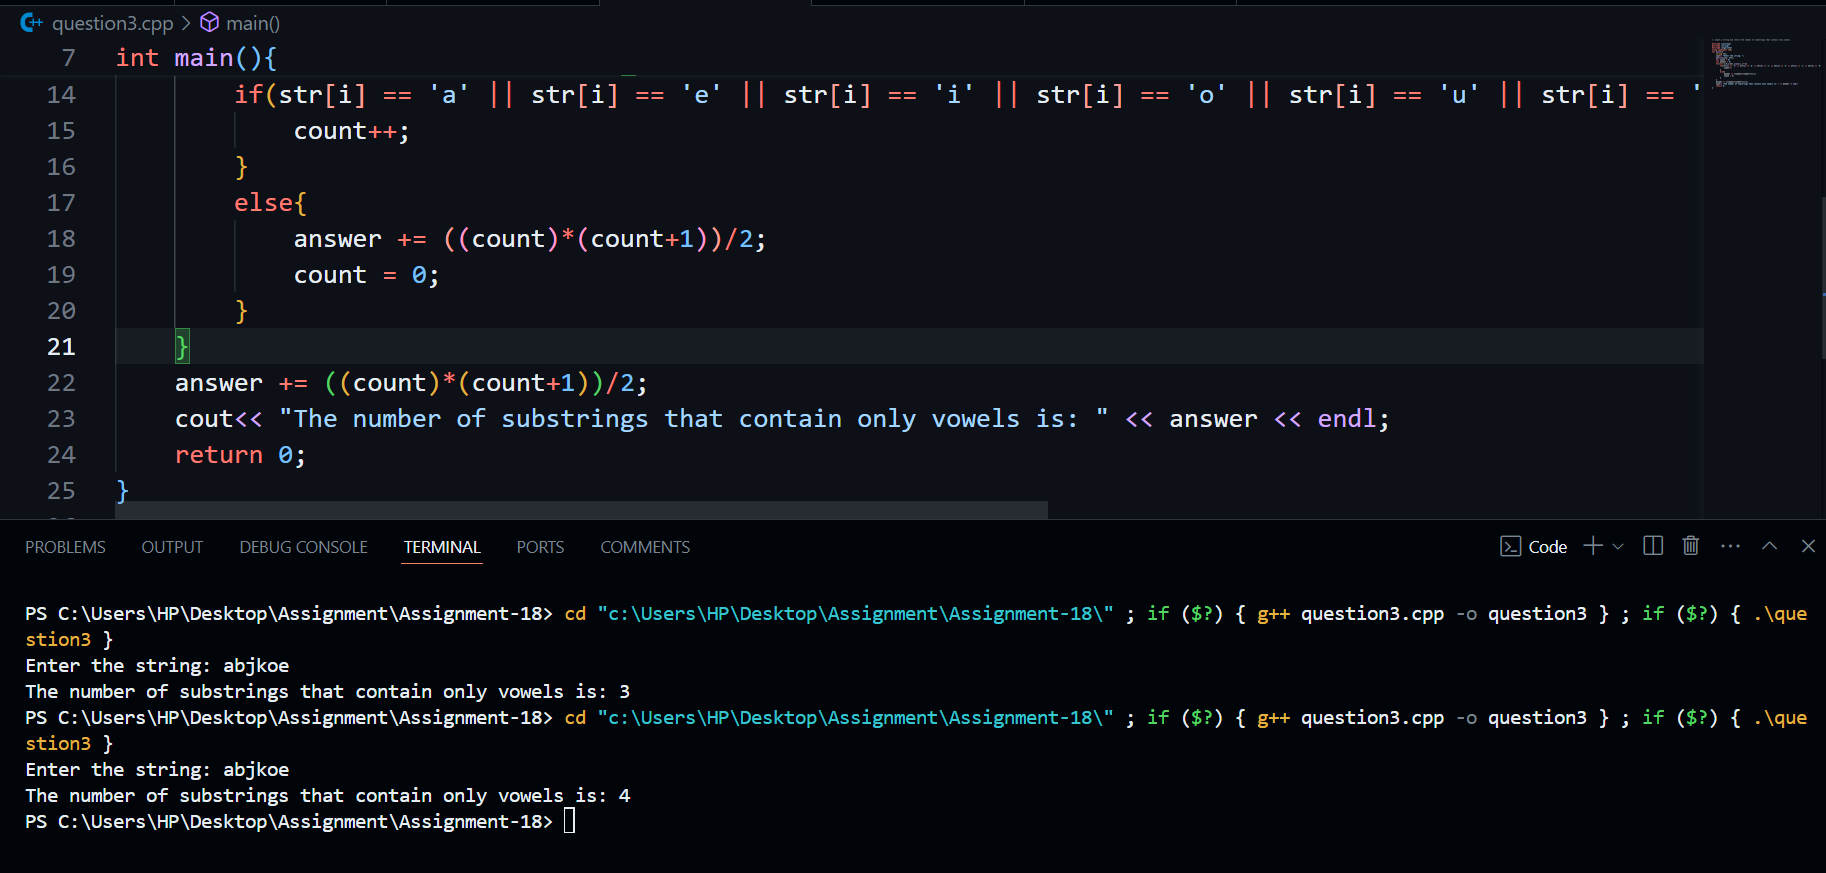 question3.cpp > main()
7 int main(){
14 if(str[i] == 'a' || str[i] == 'e' || str[i] == 'i' || str[i] == 'o' || str[i] == 'u' || str[i] == '
15 count++;
16 }
17 else{
18 answer += ((count)*(count+1))/2;
19 count = 0;
20 }
21 }
22 answer += ((count)*(count+1))/2;
23 cout<< "The number of substrings that contain only vowels is: " << answer << endl;
24 return 0;
25 }
PROBLEMS OUTPUT DEBUG CONSOLE TERMINAL PORTS COMMENTS Code
PS C:\Users\HP\Desktop\Assignment\Assignment-18> cd "c:\Users\HP\Desktop\Assignment\Assignment-18\" ; if ($?) { g++ question3.cpp -o question3 } ; if ($?) { .\que
stion3 }
Enter the string: abjkoe
The number of substrings that contain only vowels is: 3
PS C:\Users\HP\Desktop\Assignment\Assignment-18> cd "c:\Users\HP\Desktop\Assignment\Assignment-18\" ; if ($?) { g++ question3.cpp -o question3 } ; if ($?) { .\que
stion3 }
Enter the string: abjkoe
The number of substrings that contain only vowels is: 4
PS C:\Users\HP\Desktop\Assignment\Assignment-18>